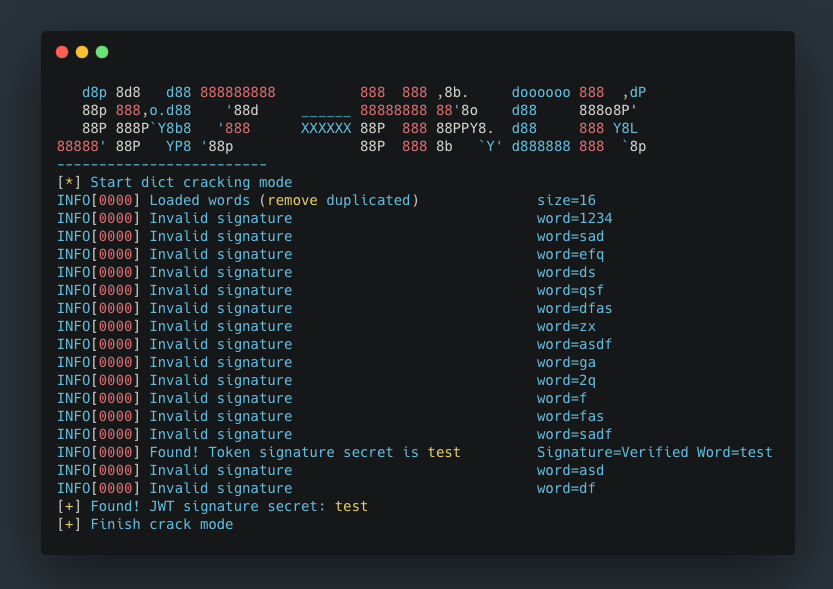 d8p 8d8   d88 888888888          888  888 ,8b.     doooooo 888  ,dP
   88p 888,o.d88    '88d     ______ 88888888 88'8o    d88     888o8P'
   88P 888P`Y8b8   '888      XXXXXX 88P  888 88PPY8.  d88     888 Y8L
88888' 88P   YP8 '88p               88P  888 8b   `Y' d888888 888  `8p
-------------------------
[*] Start dict cracking mode
INFO[0000] Loaded words (remove duplicated)              size=16
INFO[0000] Invalid signature                             word=1234
INFO[0000] Invalid signature                             word=sad
INFO[0000] Invalid signature                             word=efq
INFO[0000] Invalid signature                             word=ds
INFO[0000] Invalid signature                             word=qsf
INFO[0000] Invalid signature                             word=dfas
INFO[0000] Invalid signature                             word=zx
INFO[0000] Invalid signature                             word=asdf
INFO[0000] Invalid signature                             word=ga
INFO[0000] Invalid signature                             word=2q
INFO[0000] Invalid signature                             word=f
INFO[0000] Invalid signature                             word=fas
INFO[0000] Invalid signature                             word=sadf
INFO[0000] Found! Token signature secret is test         Signature=Verified Word=test
INFO[0000] Invalid signature                             word=asd
INFO[0000] Invalid signature                             word=df
[+] Found! JWT signature secret: test
[+] Finish crack mode